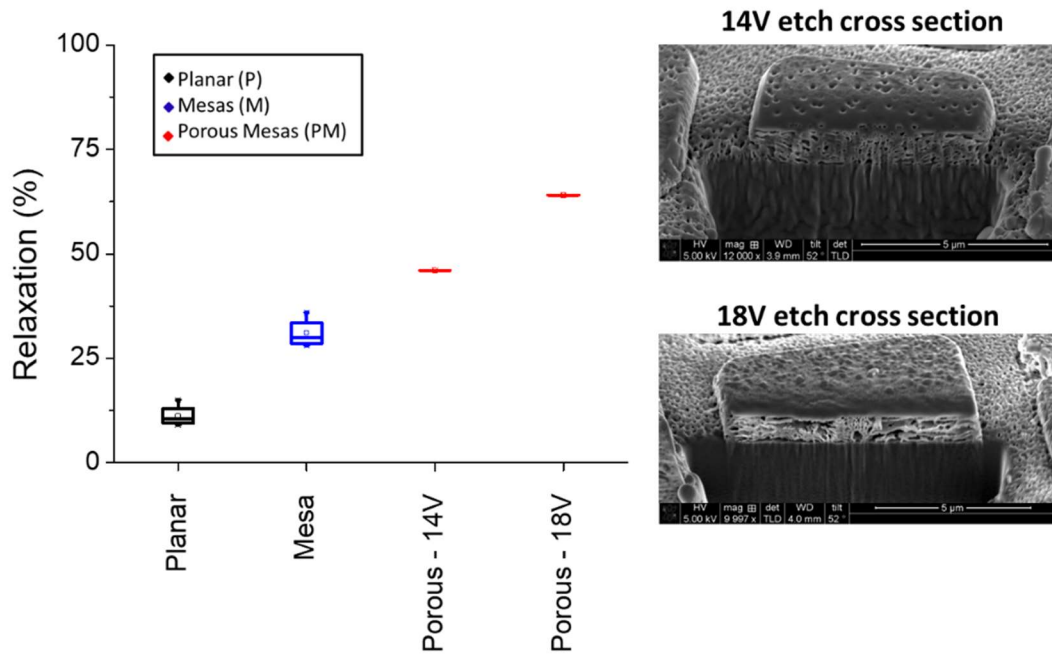 100
75
50
25
0
Relaxation (%)
Planar (P)
Mesas (M)
Porous Mesas (PM)
Planar
Mesa
Porous - 14V
Porous - 18V
14V etch cross section
HV mag WD tilt det
5.00 kV 12 000 x 3.9 mm 52° TLD
5 µm
18V etch cross section
HV mag det WD tilt
5.00 kV 9 997 x TLD 4.0 mm 52°
5 µm